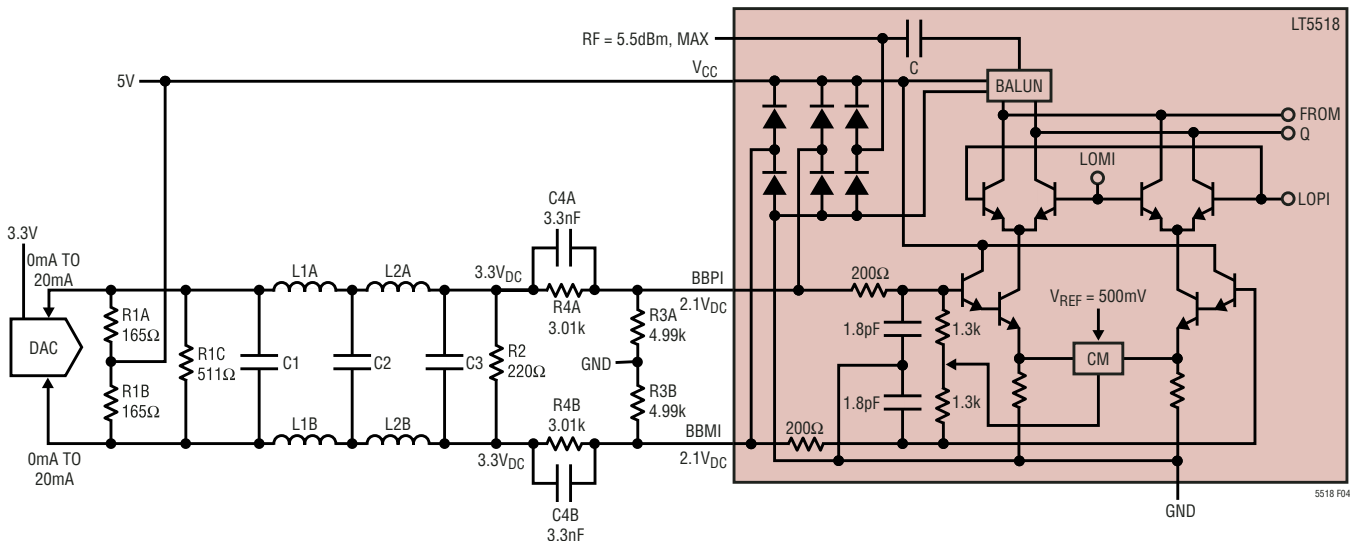 LT5518
RF = 5.5dBm, MAX
C
VCC
5V
BALUN
FROM
Q
LOMI
LOPI
C4A
3.3nF
3.3V
0mA TO
20mA
L1A
L2A
3.3VDC
R4A
3.01k
BBPI
2.1VDC
200Ω
VREF = 500mV
R1A
165Ω
DAC
R1C
511Ω
C1
C2
C3
R2
220Ω
R3A
4.99k
GND
1.8pF
1.3k
CM
R1B
165Ω
R3B
4.99k
1.8pF
1.3k
L1B
L2B
R4B
3.01k
BBMI
200Ω
0mA TO
20mA
3.3VDC
2.1VDC
C4B
3.3nF
GND
5518 F04